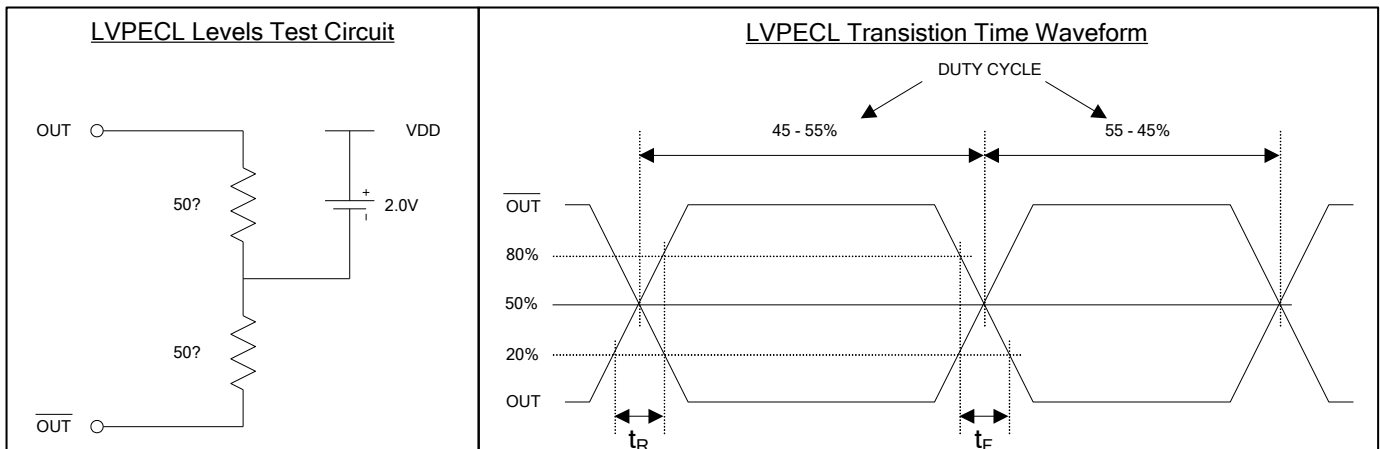 LVPECL Levels Test Circuit
OUT
VDD
50?
+
2.0V
-
50?
OUT
LVPECL Transistion Time Waveform
DUTY CYCLE
45 - 55%
55 - 45%
OUT
80%
50%
20%
OUT
tR
tF